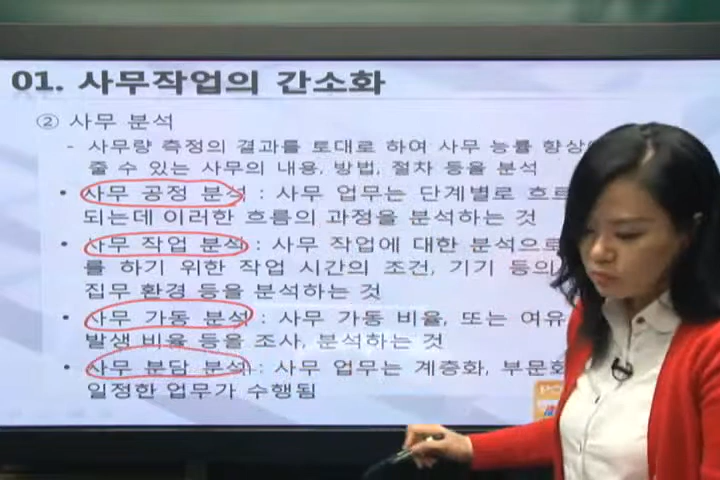 01. 사무작업의 간소화
② 사무 분석
- 사무량 측정의 결과를 토대로 하여 사무 능률 향상
줄 수 있는 사무의 내용, 방법, 절차 등을 분석
• 사무 공정 분석 : 사무 업무는 단계별로
되는데 이러한 흐름의 과정을 분석하는 것
• 사무 작업 분석 : 사무 작업에 대한 분석으로
를 하기 위한 작업 시간의 조건, 기기 등의
집무 환경 등을 분석하는 것
• 사무 가동 분석 : 사무 가동 비율, 또는 여유
발생 비율 등을 조사, 분석하는 것
• 사무 분담 분석 : 사무 업무는 계층화, 부문화
일정한 업무가 수행됨